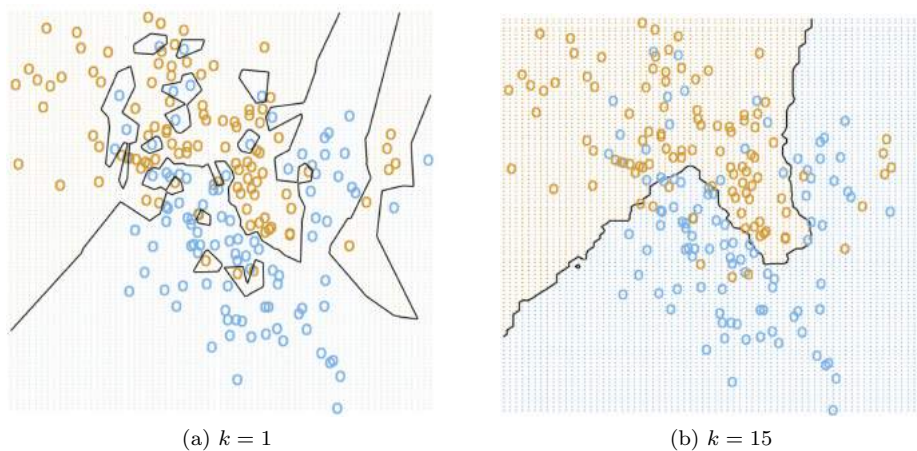 (a) k = 1
(b) k = 15